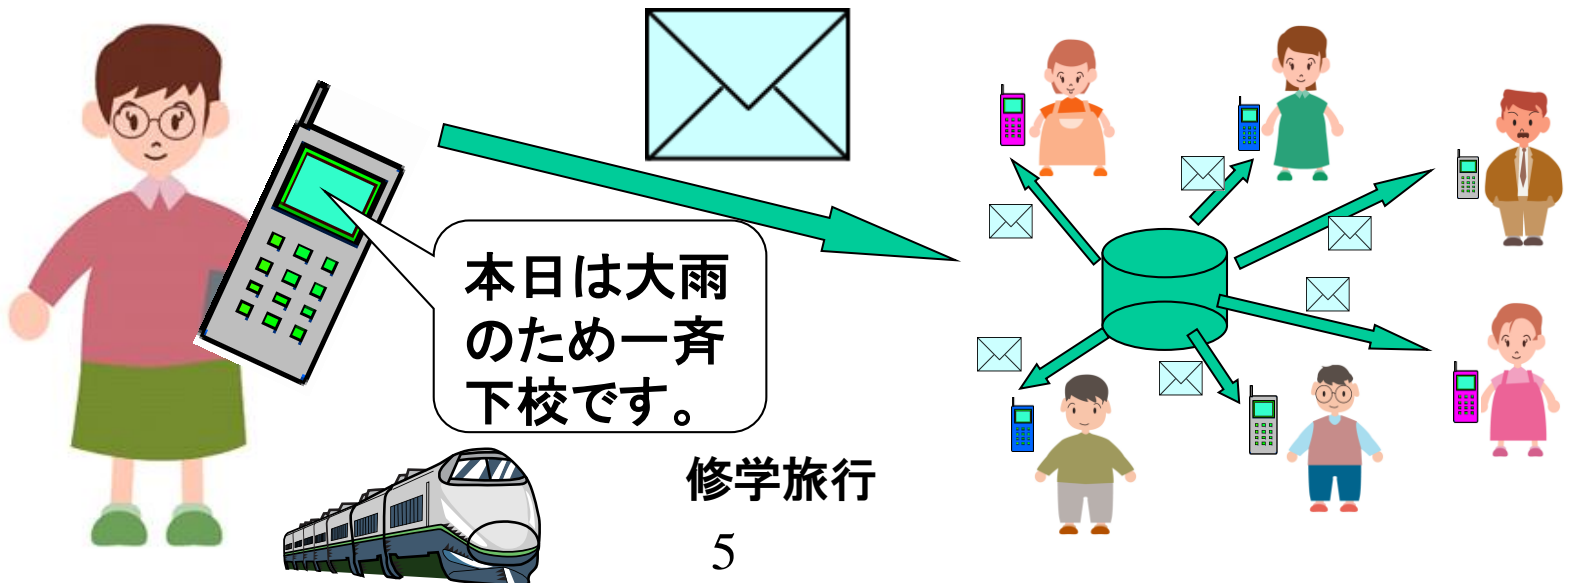 本日は大雨
のため一斉
下校です。
修学旅行
5